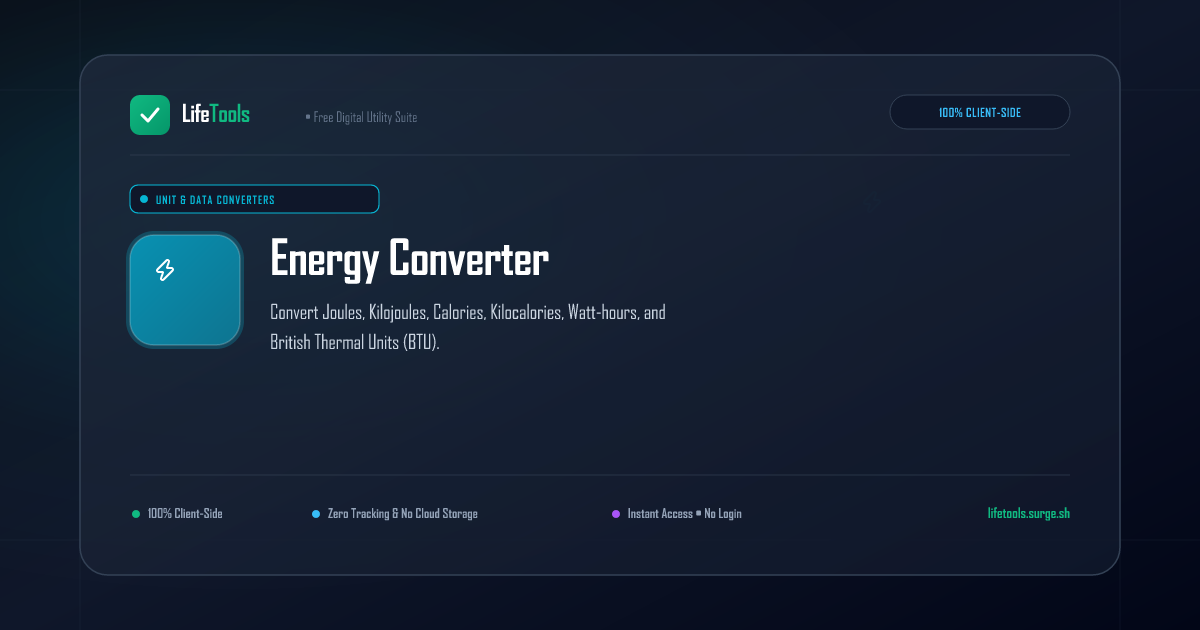 LifeTools
▪ Free Digital Utility Suite
100% CLIENT-SIDE
UNIT & DATA CONVERTERS
Energy Converter
Convert Joules, Kilojoules, Calories, Kilocalories, Watt-hours, and
British Thermal Units (BTU).
100% Client-Side
Zero Tracking & No Cloud Storage
Instant Access ▪ No Login
lifetools.surge.sh